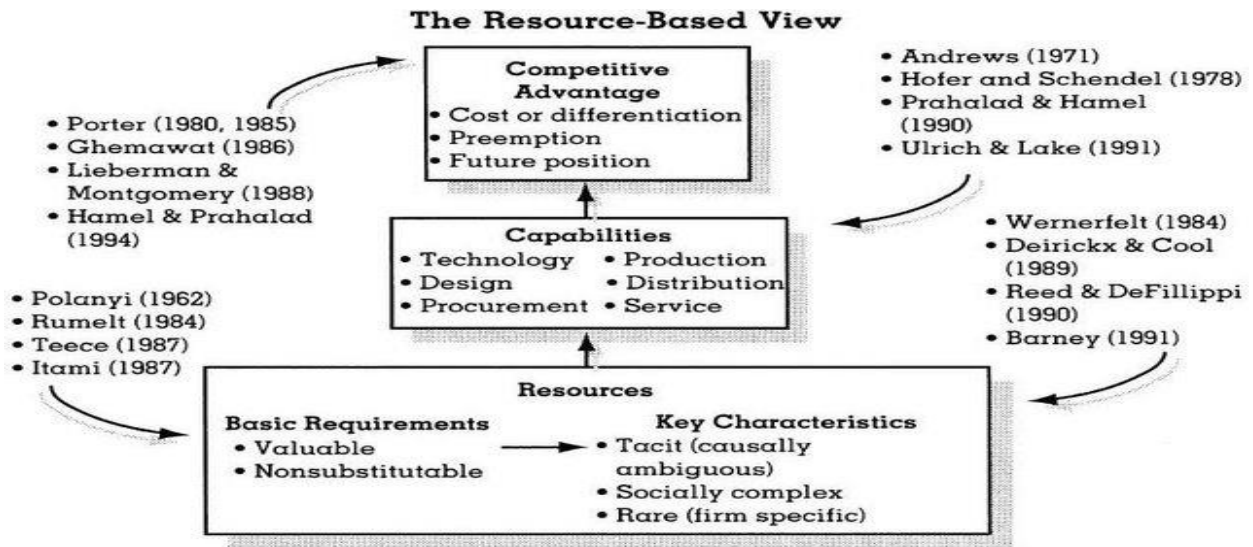 The Resource-Based View
Competitive
Advantage
• Cost or differentiation
• Preemption
• Future position
• Porter (1980, 1985)
• Ghemawat (1986)
• Lieberman &
Montgomery (1988)
• Hamel & Prahalad
(1994)
• Andrews (1971)
• Hofer and Schendel (1978)
• Prahalad & Hamel
(1990)
• Ulrich & Lake (1991)
Capabilities
• Technology
• Design
• Procurement
• Production
• Distribution
• Service
• Wernerfelt (1984)
• Deirickx & Cool
(1989)
• Reed & DeFillippi
(1990)
• Barney (1991)
• Polanyi (1962)
• Rumelt (1984)
• Teece (1987)
• Itami (1987)
Resources
Basic Requirements
• Valuable
• Nonsubstitutable
Key Characteristics
• Tacit (causally
ambiguous)
• Socially complex
• Rare (firm specific)